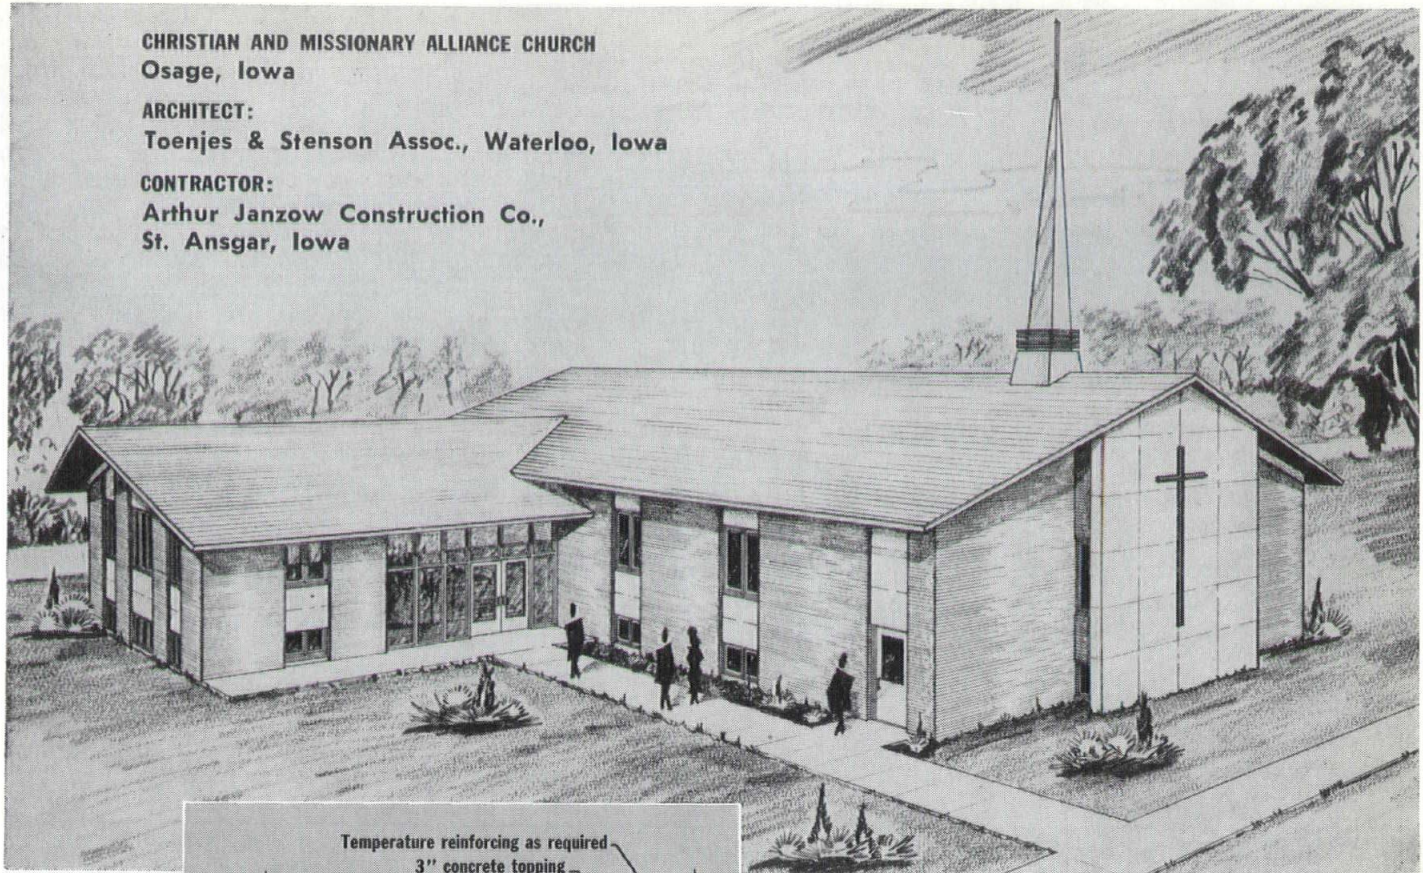 CHRISTIAN AND MISSIONARY ALLIANCE CHURCH
Osage, Iowa
ARCHITECT:
Toenjes & Stenson Assoc., Waterloo, Iowa
CONTRACTOR:
Arthur Janzow Construction Co.,
St. Ansgar, Iowa
Temperature reinforcing as required
3" concrete topping